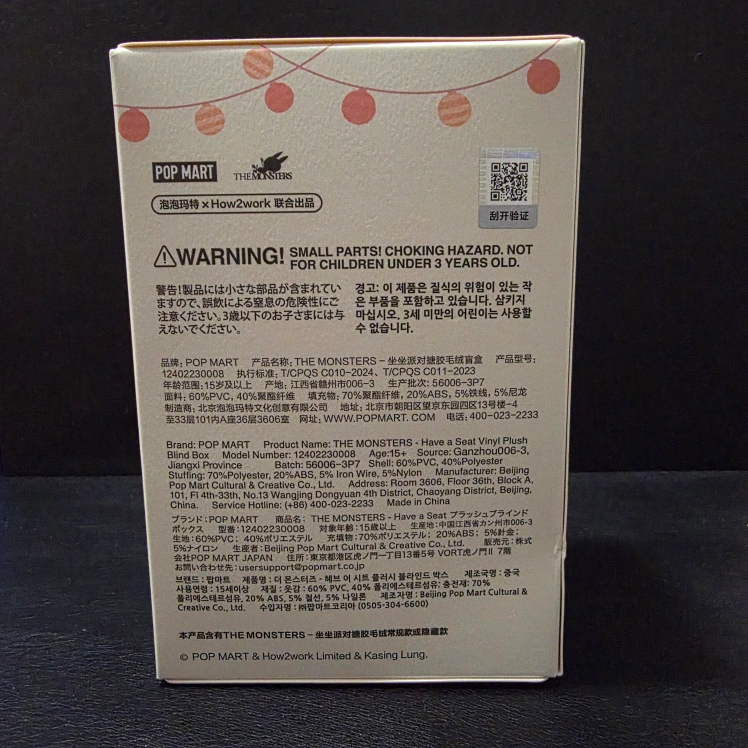 POP MART
THE MONSTERS
泡泡玛特 × How2work 联合出品
刮开验证
⚠WARNING! SMALL PARTS! CHOKING HAZARD. NOT
FOR CHILDREN UNDER 3 YEARS OLD.
警告!製品には小さな部品が含まれてい
ますので、誤飲による窒息の危険性にご
注意ください。3歳以下のお子さまには与
えないでください。
경고: 이 제품은 질식의 위험이 있는 작
은 부품을 포함하고 있습니다. 삼키지
마십시오. 3세 미만의 어린이는 사용할
수 없습니다.
品牌: POP MART 产品名称: THE MONSTERS – 坐坐派对搪胶毛绒盲盒 产品型号:
12402230008 执行标准: T/CPQS C010-2024、T/CPQS C011-2023
年龄范围:15岁及以上 产地: 江西省赣州市006-3 生产批次: 56006-3P7
面料: 60%PVC, 40%聚酯纤维 填充物: 70%聚酯纤维, 20%ABS, 5%铁线, 5%尼龙
制造商: 北京泡泡玛特文化创意有限公司 地址: 北京市朝阳区望京东园四区13号楼-4
至33层101内A座36层3606室 网址: WWW.POPMART.COM 电话: 400-023-2233
Brand: POP MART Product Name: THE MONSTERS - Have a Seat Vinyl Plush
Blind Box Model Number: 12402230008 Age:15+ Source: Ganzhou006-3,
Jiangxi Province Batch: 56006-3P7 Shell: 60%PVC, 40%Polyester
Stuffing: 70%Polyester, 20%ABS, 5% Iron Wire, 5%Nylon Manufacturer: Beijing
Pop Mart Cultural & Creative Co., Ltd. Address: Room 3606, Floor 36th, Block A,
101, Fl 4th-33th, No.13 Wangjing Dongyuan 4th District, Chaoyang District, Beijing,
China. Service Hotline: (+86) 400-023-2233 Made in China
ブランド: POP MART 商品名: THE MONSTERS - Have a Seat プラッシュブラインド
ボックス 型番: 12402230008 対象年齢: 15歳以上 生産地: 中国江西省カン州市006-3
生地: 60%PVC, 40%ポリエステル 充填物: 70%ポリエステル; 20%ABS; 5%針金;
5%ナイロン 生産者: Beijing Pop Mart Cultural & Creative Co., Ltd. 販売元: 株式
会社POP MART JAPAN 住所: 東京都港区虎ノ門一丁目13番5号 VORT虎ノ門II 7階
お問い合わせ先: usersupport@popmart.co.jp
브랜드 : 팝마트 제품명 : 더 몬스터즈 - 헤브 어 시트 플러시 블라인드 박스 제조국명 : 중국
사용연령 : 15세이상 재질 : 겉감 : 60% PVC, 40% 폴리에스테르섬유; 충전재: 70%
폴리에스테르섬유, 20% ABS, 5% 철선, 5% 나일론 제조자명 : Beijing Pop Mart Cultural &
Creative Co., Ltd. 수입자명 : ㈜팝마트코리아 (0505-304-6600)
本产品含有THE MONSTERS – 坐坐派对搪胶毛绒常规款或隐藏款
© POP MART & How2work Limited & Kasing Lung.